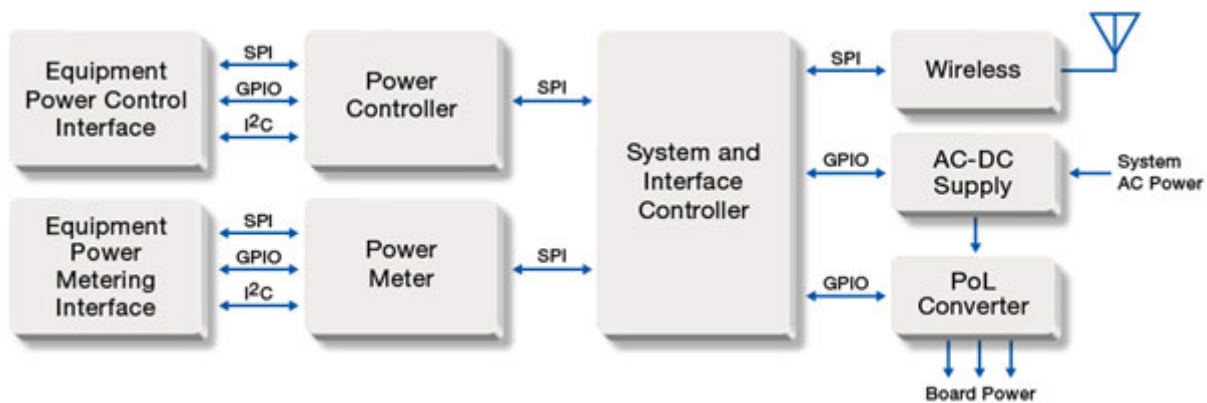 Equipment
Power Control
Interface
SPI
GPIO
I²C
Power
Controller
SPI
Equipment
Power
Metering
Interface
SPI
GPIO
I²C
Power
Meter
SPI
System and
Interface
Controller
SPI
Wireless
GPIO
AC-DC
Supply
System
AC Power
GPIO
PoL
Converter
Board Power